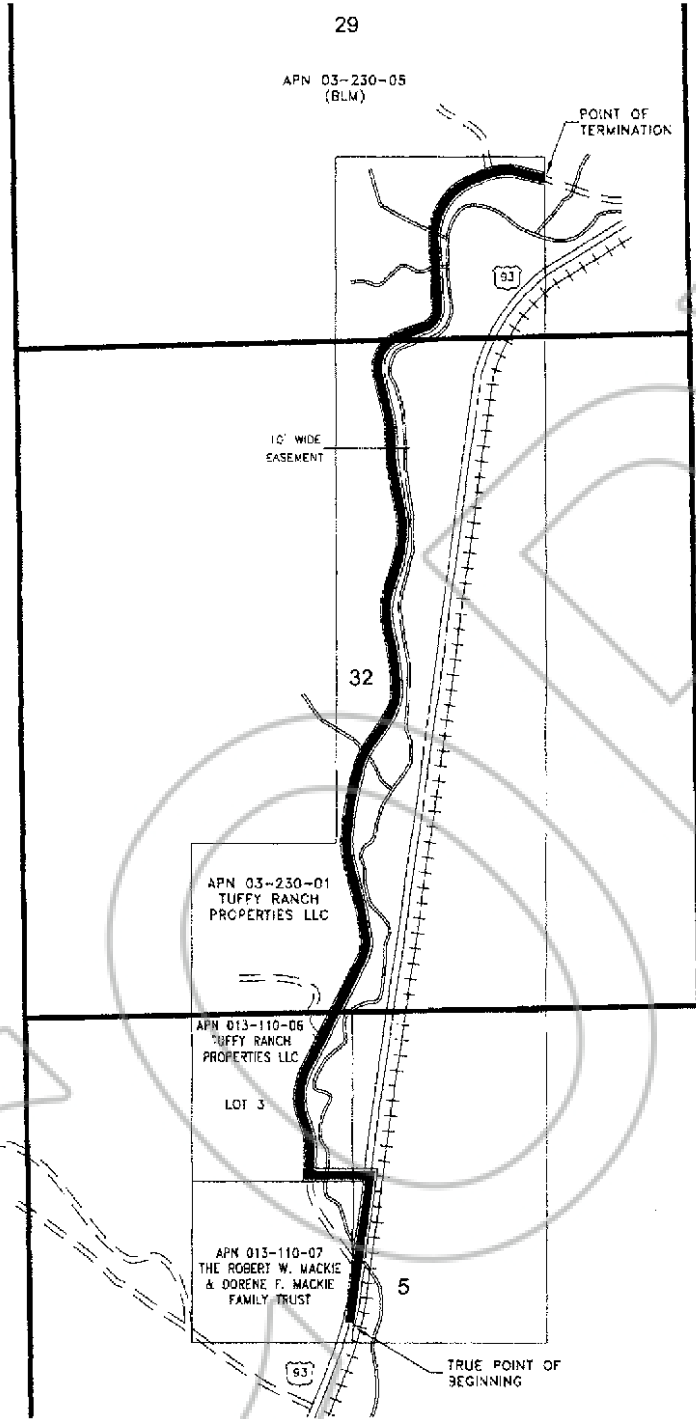 29
APN 03-230-05
(BLM)
POINT OF
TERMINATION
93
10' WIDE
EASEMENT
32
APN 03-230-01
TUFFY RANCH
PROPERTIES LLC
APN 013-110-06
TUFFY RANCH
PROPERTIES LLC
LOT 3
APN 013-110-07
THE ROBERT W. MACKIE
& DORENE F. MACKIE
FAMILY TRUST
5
93
TRUE POINT OF
BEGINNING